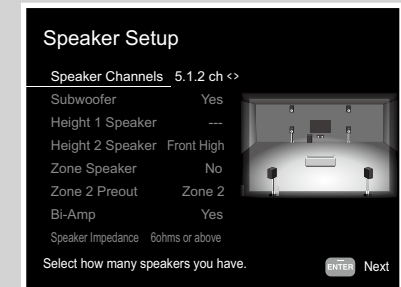 Speaker Setup
Speaker Channels 5.1.2 ch <>
Subwoofer Yes
Height 1 Speaker ---
Height 2 Speaker Front High
Zone Speaker No
Zone 2 Preout Zone 2
Bi-Amp Yes
Speaker Impedance 6ohms or above
Select how many speakers you have.
ENTER Next